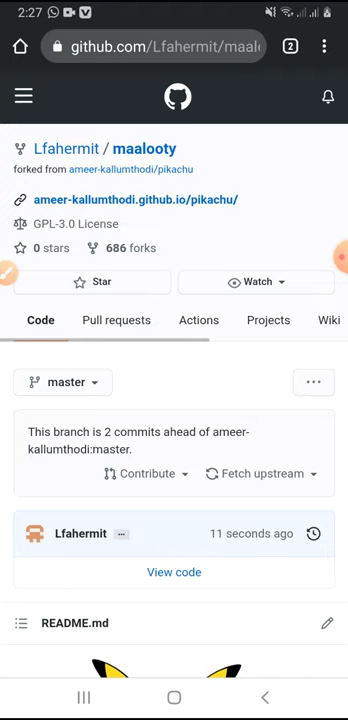 2:27
github.com/Lfahermit/maal
2
Lfahermit / maalooty
forked from ameer-kallumthodi/pikachu
ameer-kallumthodi.github.io/pikachu/
GPL-3.0 License
0 stars 686 forks
Star Watch
Code Pull requests Actions Projects Wiki
master
This branch is 2 commits ahead of ameer-
kallumthodi:master.
Contribute Fetch upstream
Lfahermit 11 seconds ago
View code
README.md